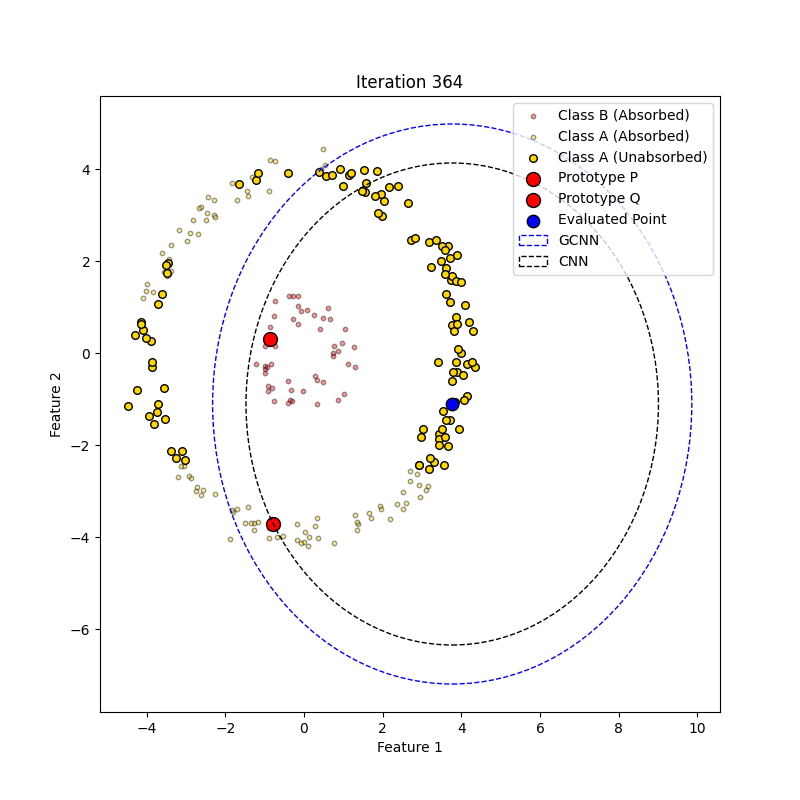 Iteration 364
Class B (Absorbed)
Class A (Absorbed)
Class A (Unabsorbed)
Prototype P
Prototype Q
Evaluated Point
GCNN
CNN
4
2
0
−2
−4
−6
Feature 2
−4 −2 0 2 4 6 8 10
Feature 1